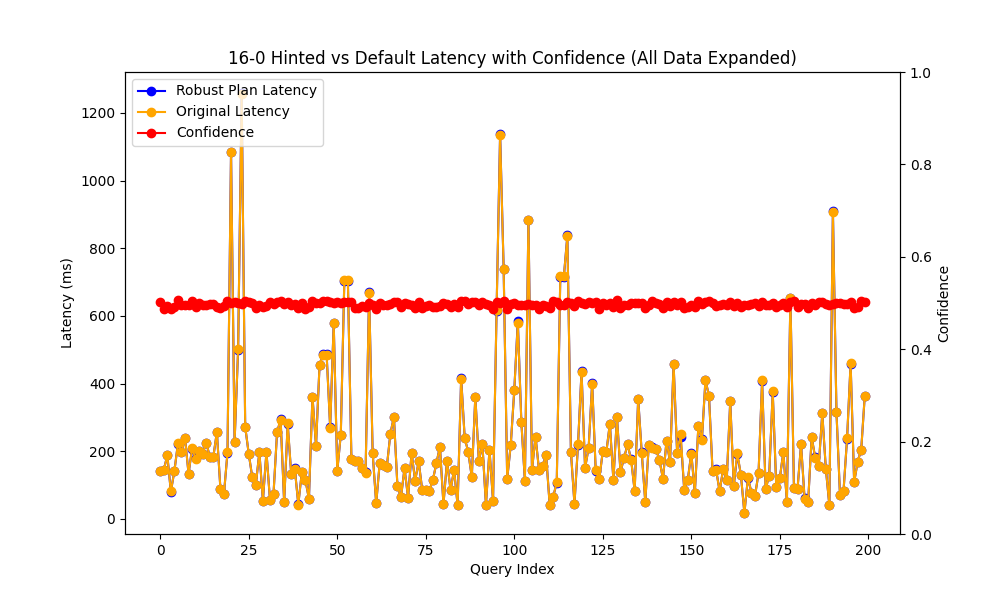 16-0 Hinted vs Default Latency with Confidence (All Data Expanded)
Robust Plan Latency
Original Latency
Confidence
Latency (ms)
1200
1000
800
600
400
200
0
1.0
0.8
0.6
0.4
0.2
0.0
Confidence
0 25 50 75 100 125 150 175 200
Query Index